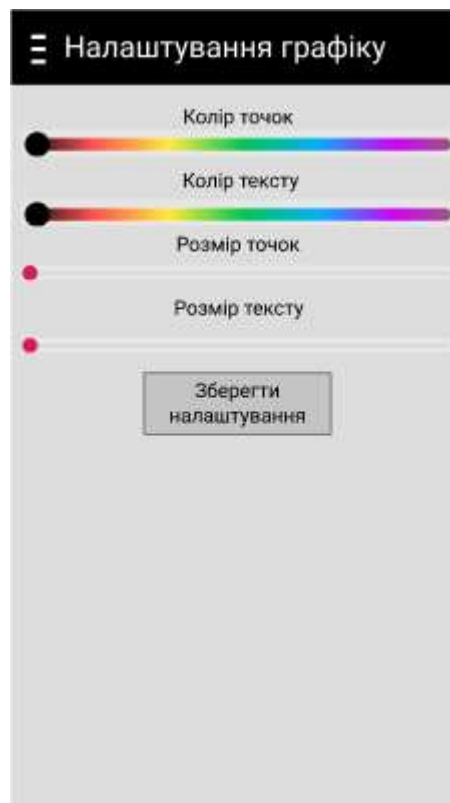 Налаштування графіку
Колір точок
Колір тексту
Розмір точок
Розмір тексту
Зберегти
налаштування